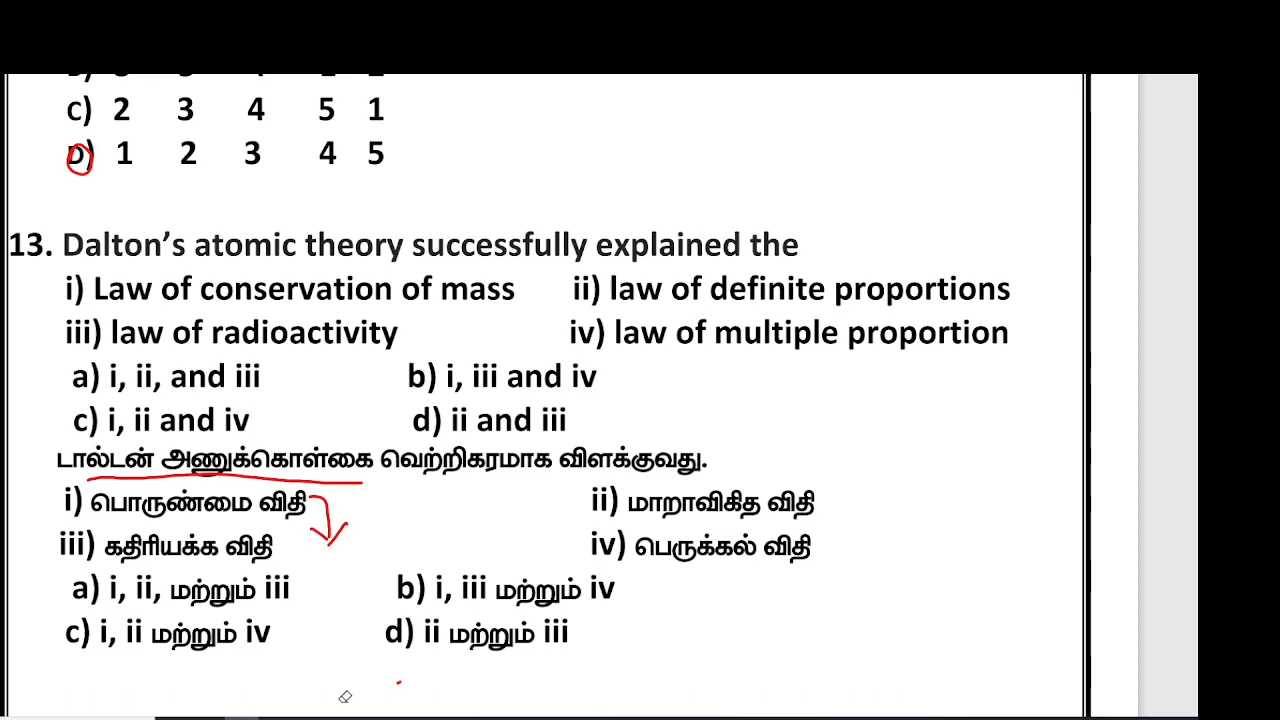 c) 2 3 4 5 1
D) 1 2 3 4 5
13. Dalton's atomic theory successfully explained the
i) Law of conservation of mass ii) law of definite proportions
iii) law of radioactivity iv) law of multiple proportion
a) i, ii, and iii b) i, iii and iv
c) i, ii and iv d) ii and iii
டால்டன் அணுக்கொள்கை வெற்றிகரமாக விளக்குவது.
i) பொருண்மை விதி ii) மாறாவிகித விதி
iii) கதிரியக்க விதி iv) பெருக்கல் விதி
a) i, ii, மற்றும் iii b) i, iii மற்றும் iv
c) i, ii மற்றும் iv d) ii மற்றும் iii